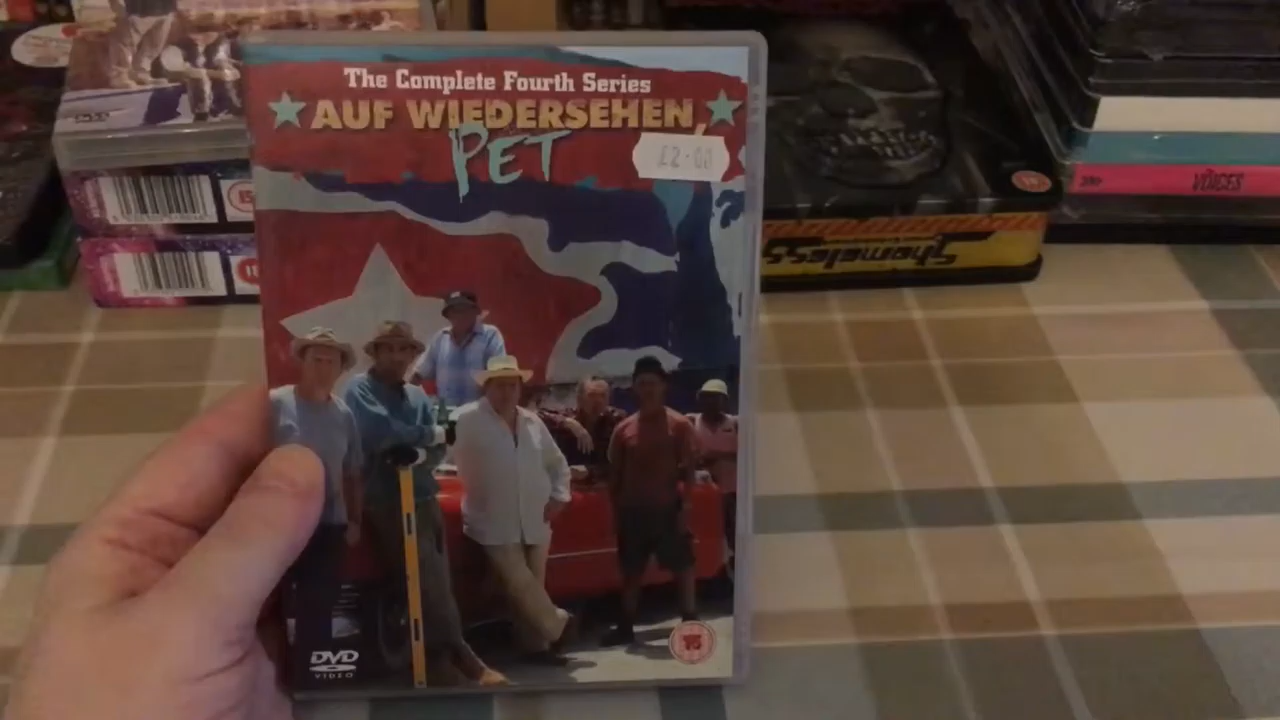 The Complete Fourth Series
AUF WIEDERSEHEN,
PET
£2.00
DVD
VIDEO
15
Shameless
VOICES